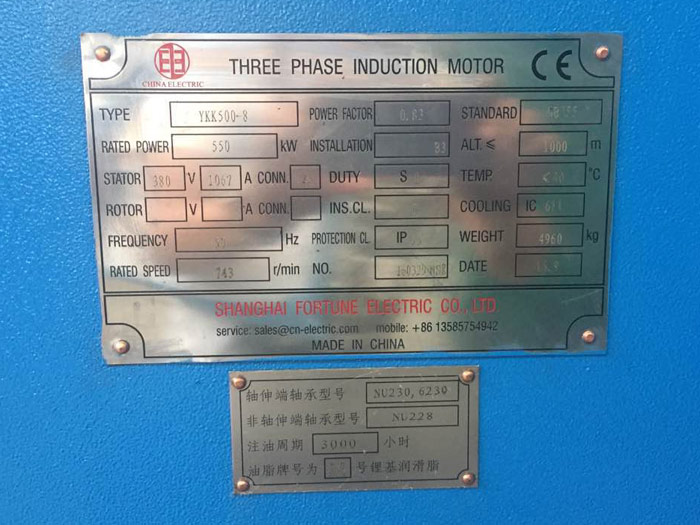 CHINA ELECTRIC
THREE PHASE INDUCTION MOTOR CE
TYPE YKK500-8 POWER FACTOR 0.83 STANDARD
RATED POWER 550 kW INSTALLATION B3 ALT.≤ 1000 m
STATOR 380 V 1067 A CONN. DUTY S TEMP. °C
ROTOR V A CONN. INS.CL. COOLING IC
FREQUENCY Hz PROTECTION CL. IP WEIGHT 4960 kg
RATED SPEED 743 r/min NO. DATE
SHANGHAI FORTUNE ELECTRIC CO., LTD
service: sales@cn-electric.com mobile: +86 13585754942
MADE IN CHINA
轴伸端轴承型号 NU230,6230
非轴伸端轴承型号 NU228
注油周期 3000 小时
油脂牌号为 号锂基润滑脂